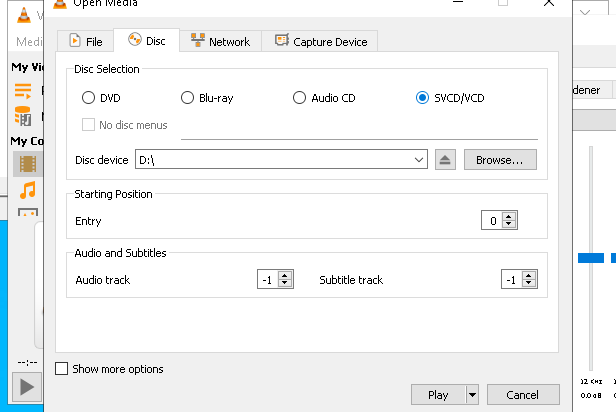 Open Media
Medi
File
Disc
Network
Capture Device
My Vi
Disc Selection
dener
DVD
Blu-ray
Audio CD
SVCD/VCD
No disc menus
My Co
Disc device
D:\
Browse...
Starting Position
Entry
0
Audio and Subtitles
Audio track
-1
Subtitle track
-1
--:--
Show more options
12 KHz
0.0 dB
Play
Cancel